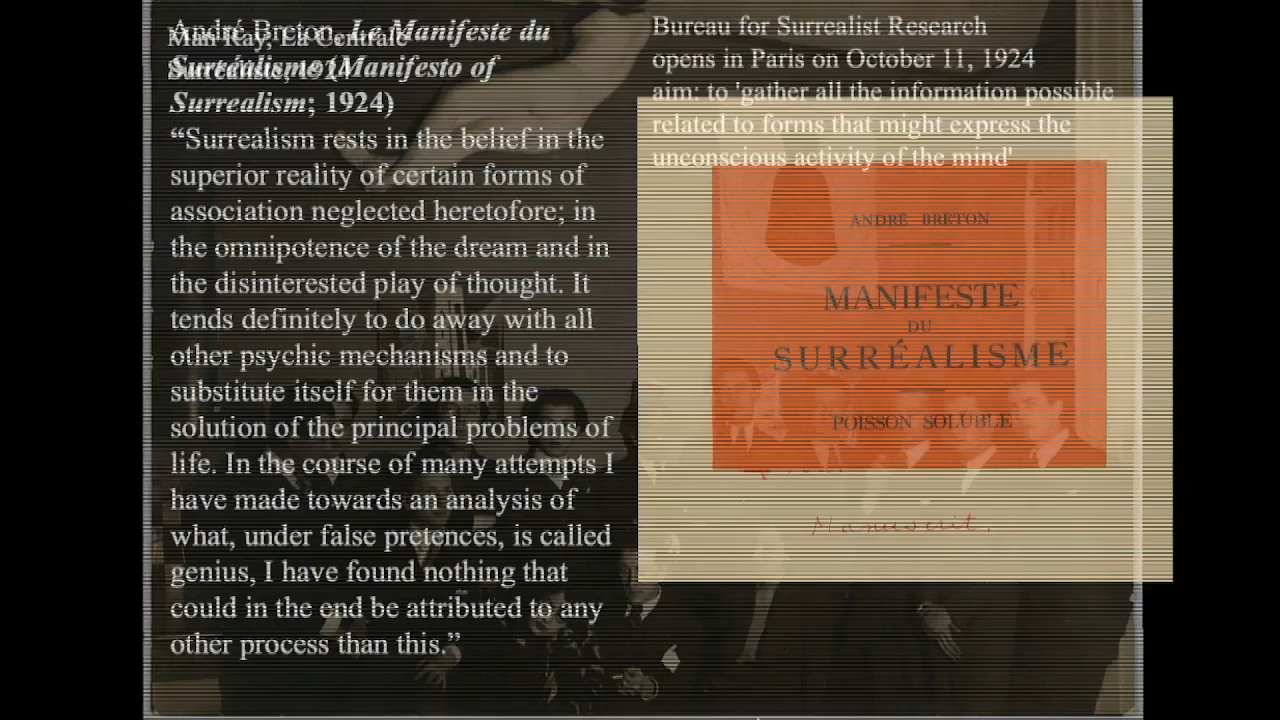 André Breton, Le Manifeste du
Surréalisme (Manifesto of
Surrealism; 1924)
“Surrealism rests in the belief in the
superior reality of certain forms of
association neglected heretofore; in
the omnipotence of the dream and in
the disinterested play of thought. It
tends definitely to do away with all
other psychic mechanisms and to
substitute itself for them in the
solution of the principal problems of
life. In the course of many attempts I
have made towards an analysis of
what, under false pretences, is called
genius, I have found nothing that
could in the end be attributed to any
other process than this.”
Man Ray, La Centrale
Surréaliste, 1924
Bureau for Surrealist Research
opens in Paris on October 11, 1924
aim: to 'gather all the information possible
related to forms that might express the
unconscious activity of the mind'
ANDRÉ BRETON
MANIFESTE
DU
SURRÉALISME
POISSON SOLUBLE
Manuscrit.